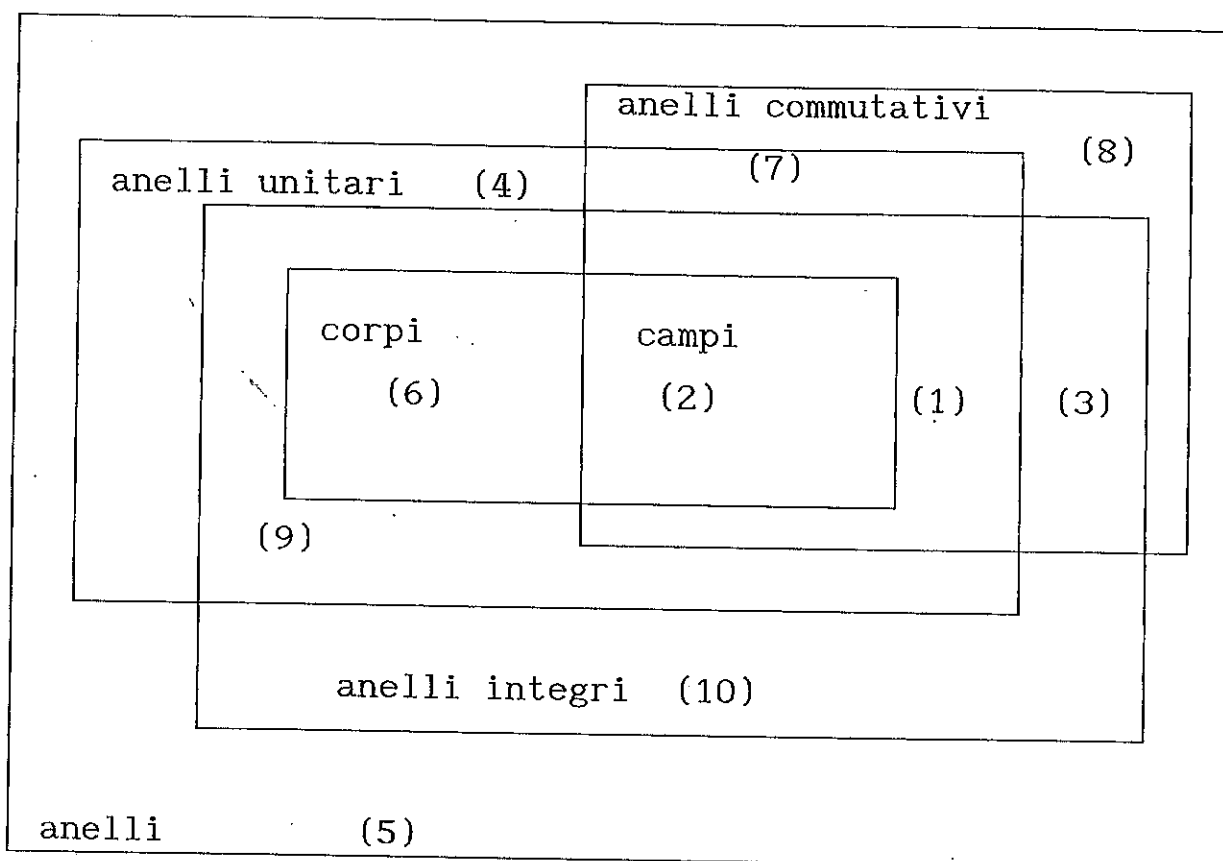 anelli commutativi
(8)
(7)
anelli unitari (4)
corpi campi
(6) (2) (1) (3)
(9)
anelli integri (10)
anelli (5)